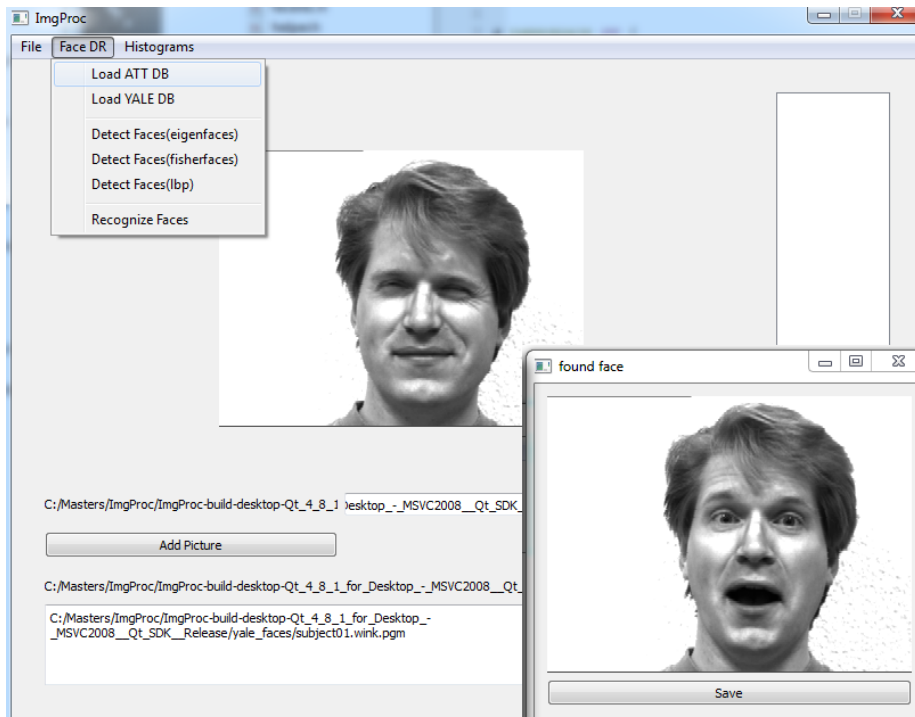 ImgProc
File Face DR Histograms
Load ATT DB
Load YALE DB
Detect Faces(eigenfaces)
Detect Faces(fisherfaces)
Detect Faces(lbp)
Recognize Faces
found face
C:/Masters/ImgProc/ImgProc-build-desktop-Qt_4_8_1 Desktop_-_MSVC2008__Qt_SDK_
Add Picture
C:/Masters/ImgProc/ImgProc-build-desktop-Qt_4_8_1_for_Desktop_-_MSVC2008__Qt_
C:/Masters/ImgProc/ImgProc-build-desktop-Qt_4_8_1_for_Desktop_-
_MSVC2008__Qt_SDK__Release/yale_faces/subject01.wink.pgm
Save